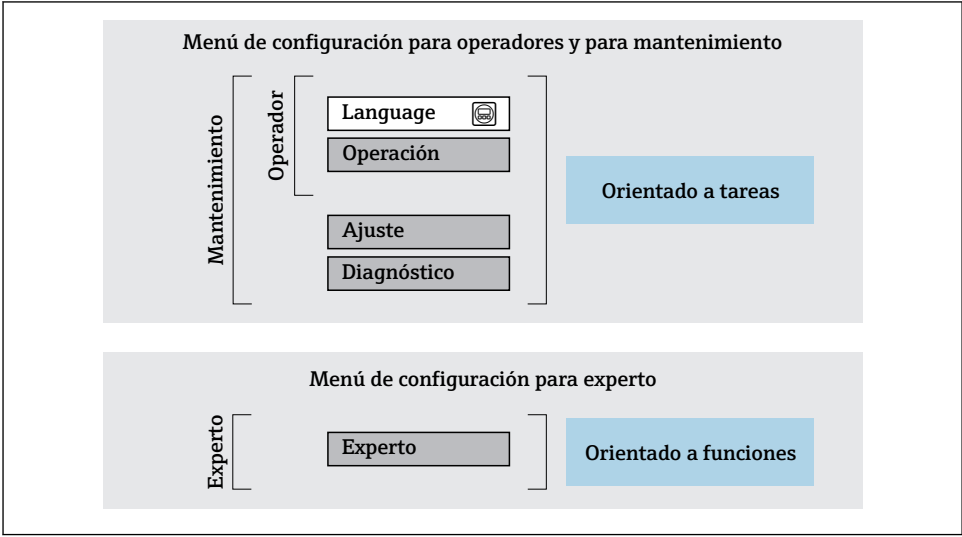 Menú de configuración para operadores y para mantenimiento
Mantenimiento
Operador
Language
Operación
Ajuste
Diagnóstico
Orientado a tareas
Menú de configuración para experto
Experto
Experto
Orientado a funciones